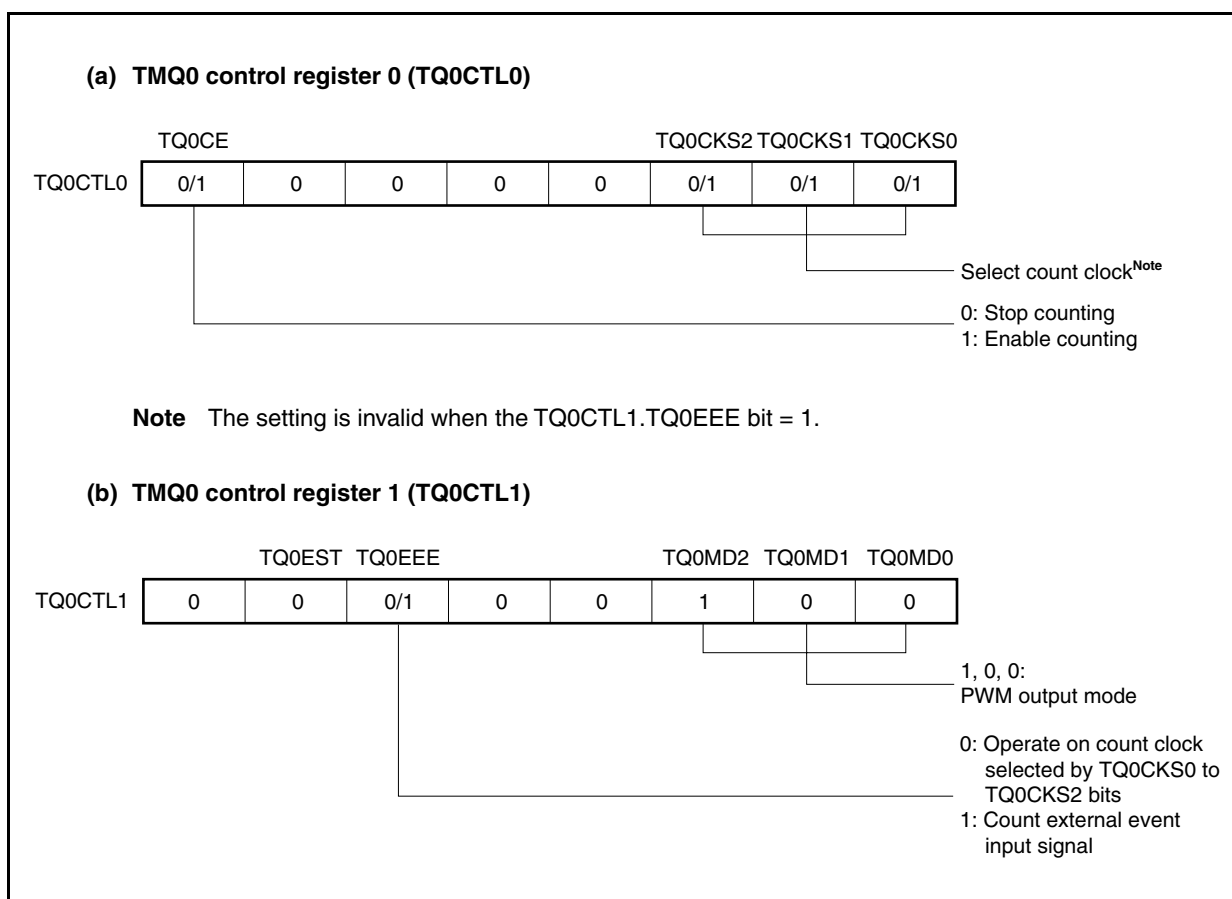 (a) TMQ0 control register 0 (TQ0CTL0)
TQ0CE TQ0CKS2 TQ0CKS1 TQ0CKS0
TQ0CTL0 0/1 0 0 0 0 0/1 0/1 0/1
Select count clockNote
0: Stop counting
1: Enable counting
Note The setting is invalid when the TQ0CTL1.TQ0EEE bit = 1.
(b) TMQ0 control register 1 (TQ0CTL1)
TQ0EST TQ0EEE TQ0MD2 TQ0MD1 TQ0MD0
TQ0CTL1 0 0 0/1 0 0 1 0 0
1, 0, 0:
PWM output mode
0: Operate on count clock
selected by TQ0CKS0 to
TQ0CKS2 bits
1: Count external event
input signal